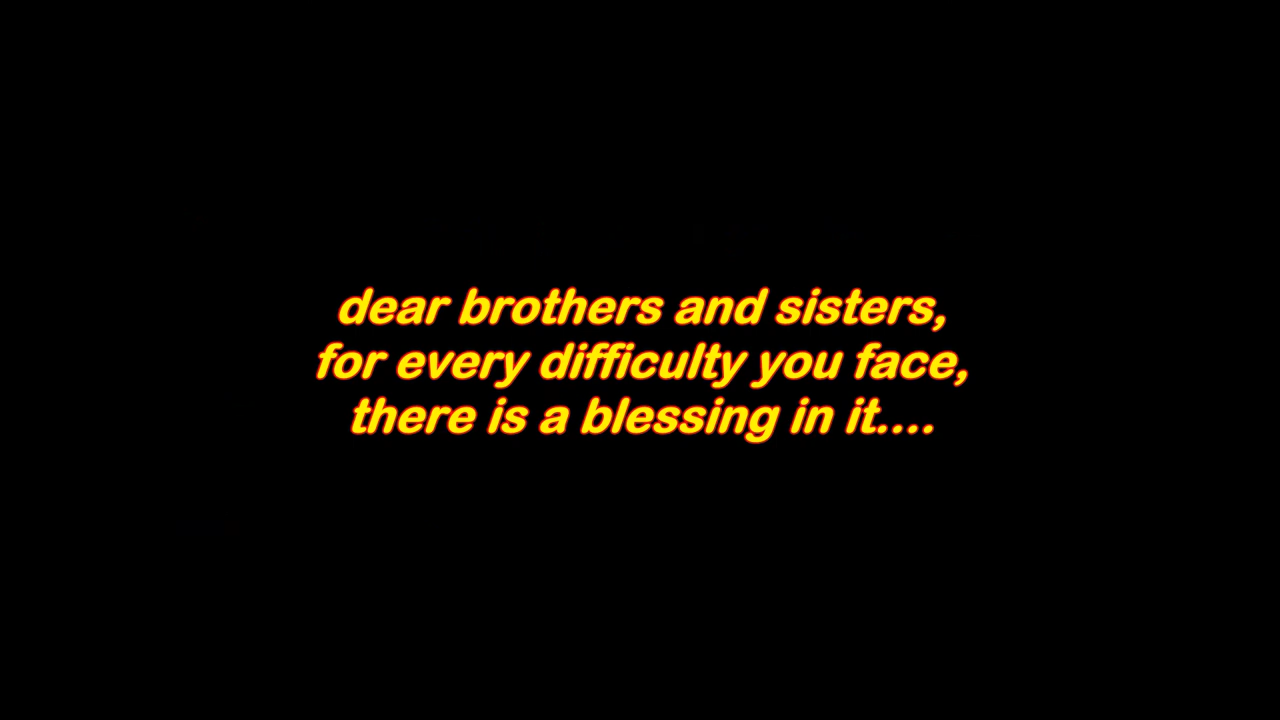 dear brothers and sisters,
for every difficulty you face,
there is a blessing in it....